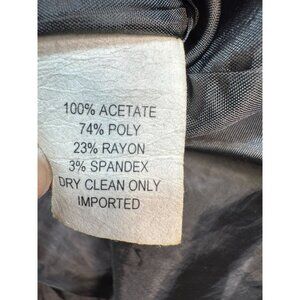 100% ACETATE
74% POLY
23% RAYON
3% SPANDEX
DRY CLEAN ONLY
IMPORTED